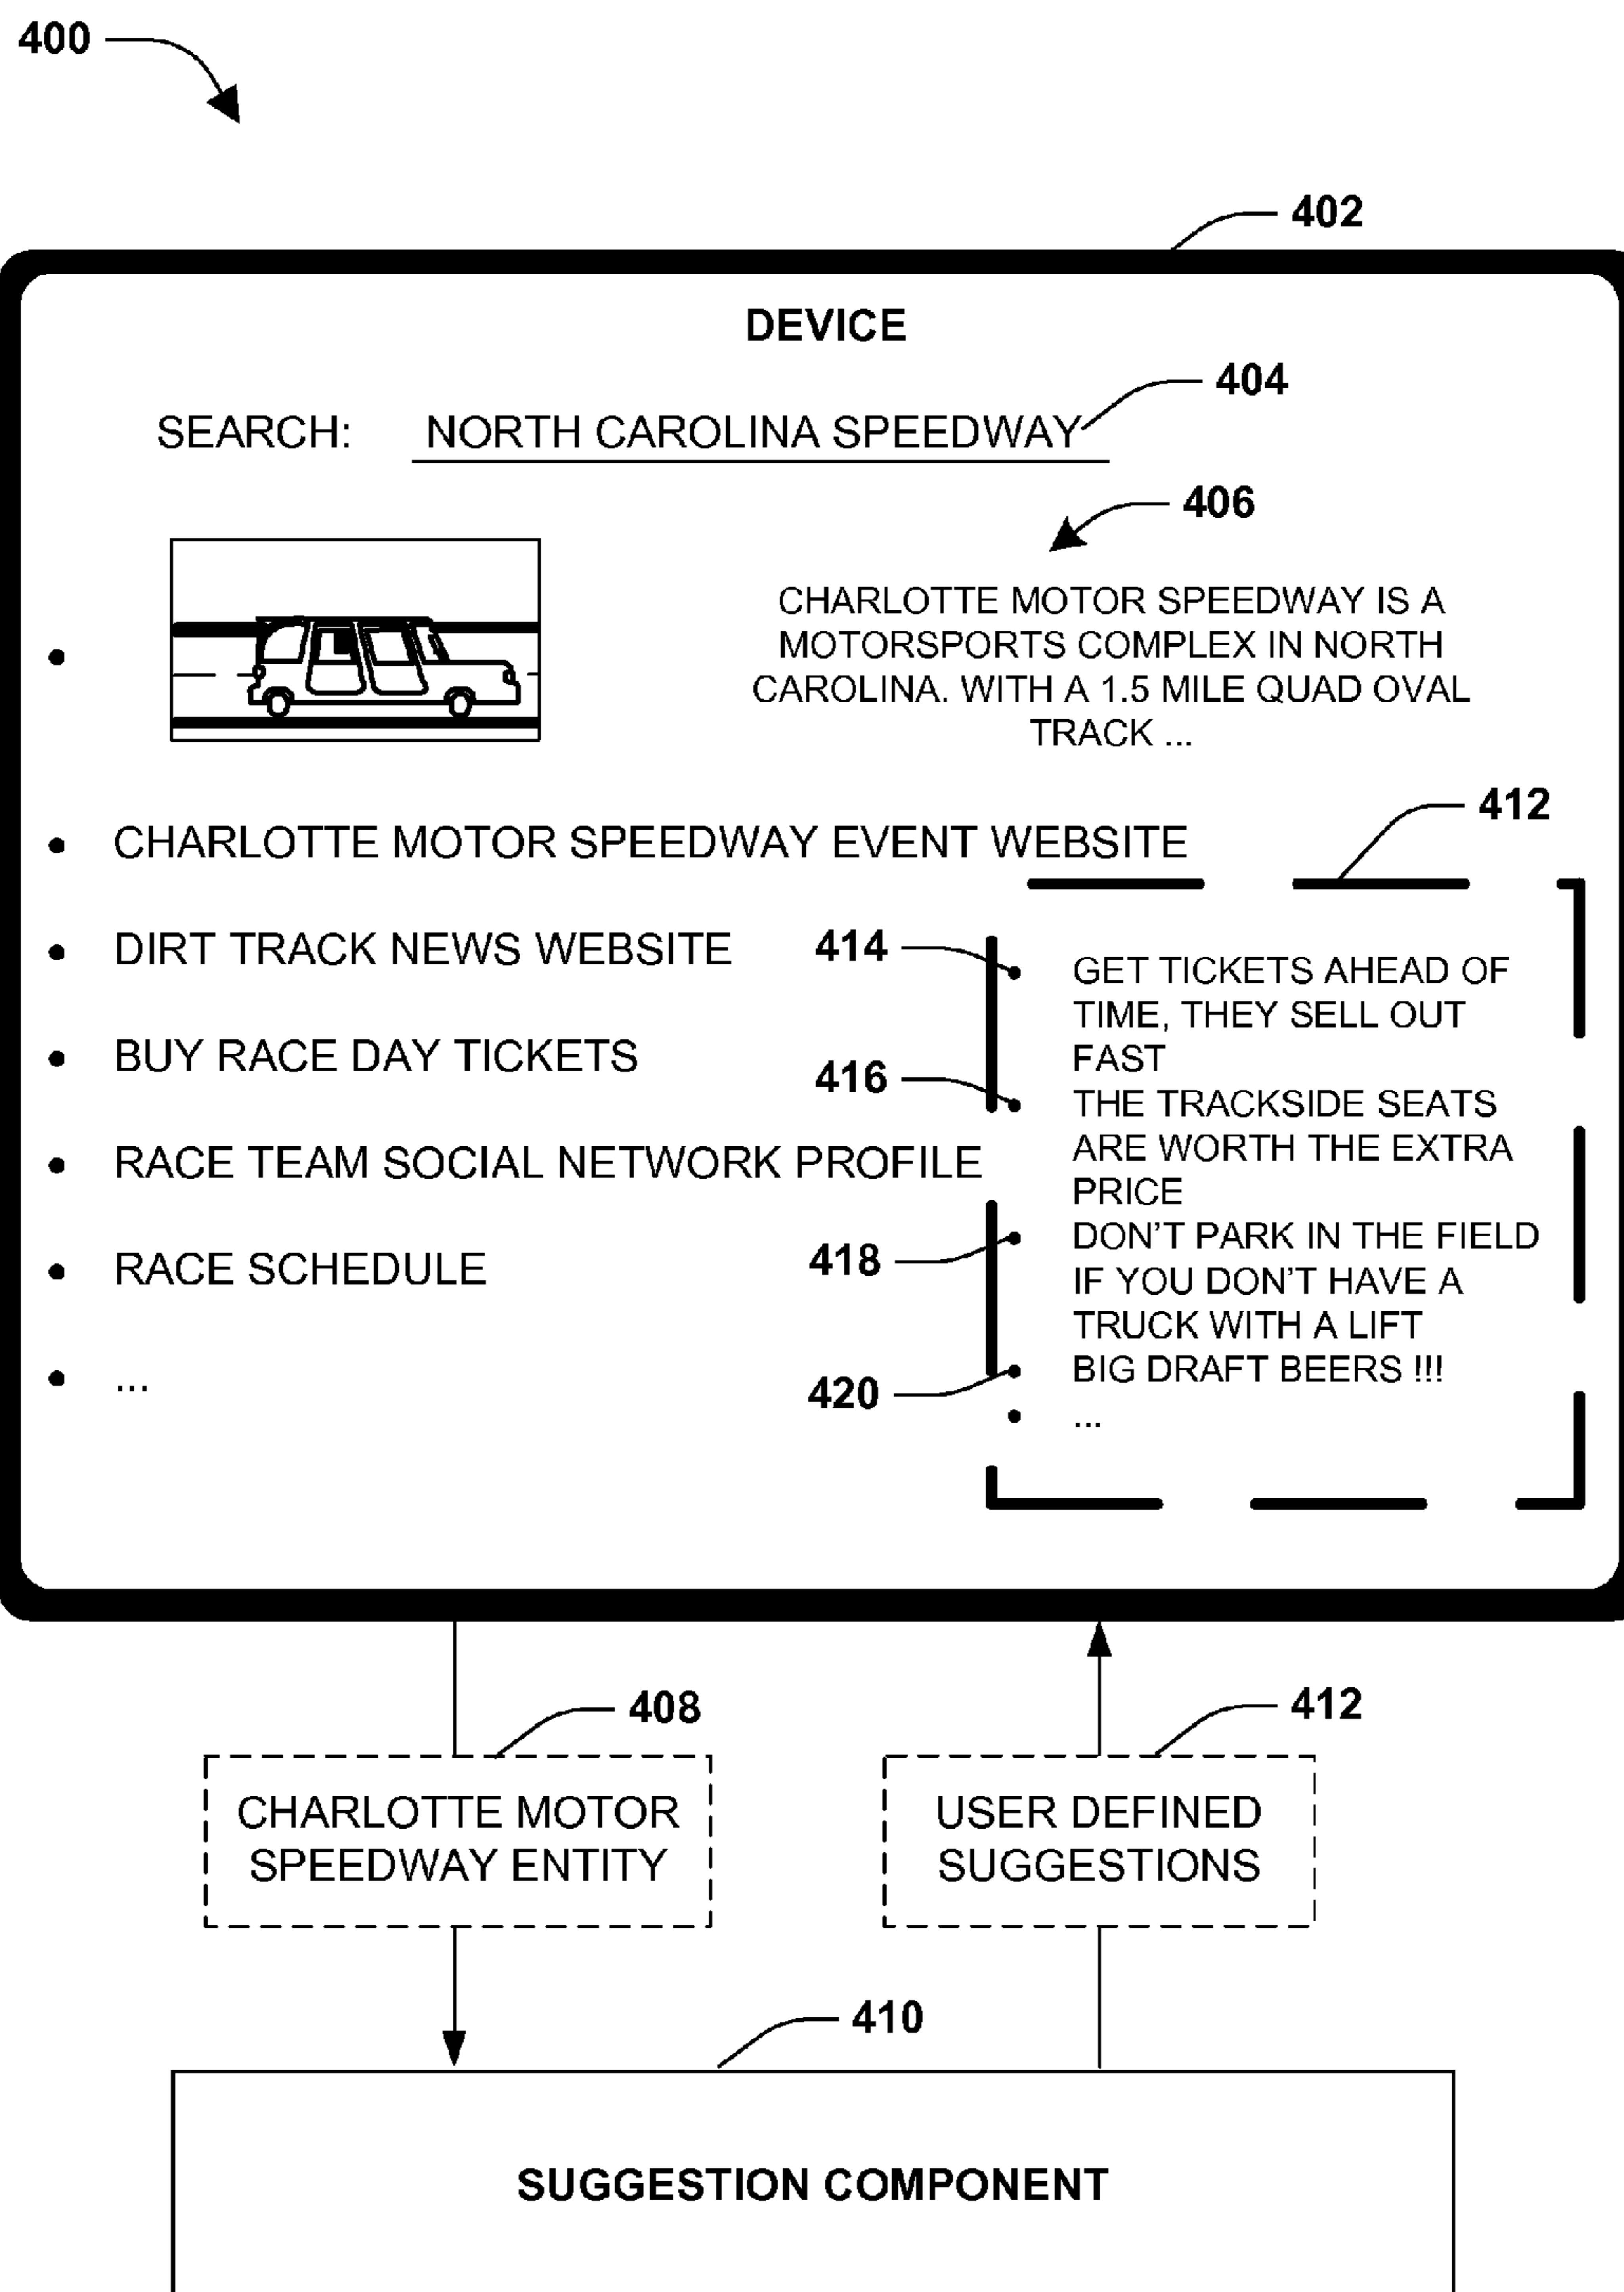 400
402
DEVICE
404
SEARCH: NORTH CAROLINA SPEEDWAY
406
CHARLOTTE MOTOR SPEEDWAY IS A
MOTORSPORTS COMPLEX IN NORTH
CAROLINA. WITH A 1.5 MILE QUAD OVAL
TRACK ...
412
• CHARLOTTE MOTOR SPEEDWAY EVENT WEBSITE
• DIRT TRACK NEWS WEBSITE
• BUY RACE DAY TICKETS
• RACE TEAM SOCIAL NETWORK PROFILE
• RACE SCHEDULE
• ...
414
• GET TICKETS AHEAD OF
TIME, THEY SELL OUT
FAST
416
• THE TRACKSIDE SEATS
ARE WORTH THE EXTRA
PRICE
418
• DON'T PARK IN THE FIELD
IF YOU DON'T HAVE A
TRUCK WITH A LIFT
420
• BIG DRAFT BEERS !!!
• ...
408
CHARLOTTE MOTOR
SPEEDWAY ENTITY
412
USER DEFINED
SUGGESTIONS
410
SUGGESTION COMPONENT